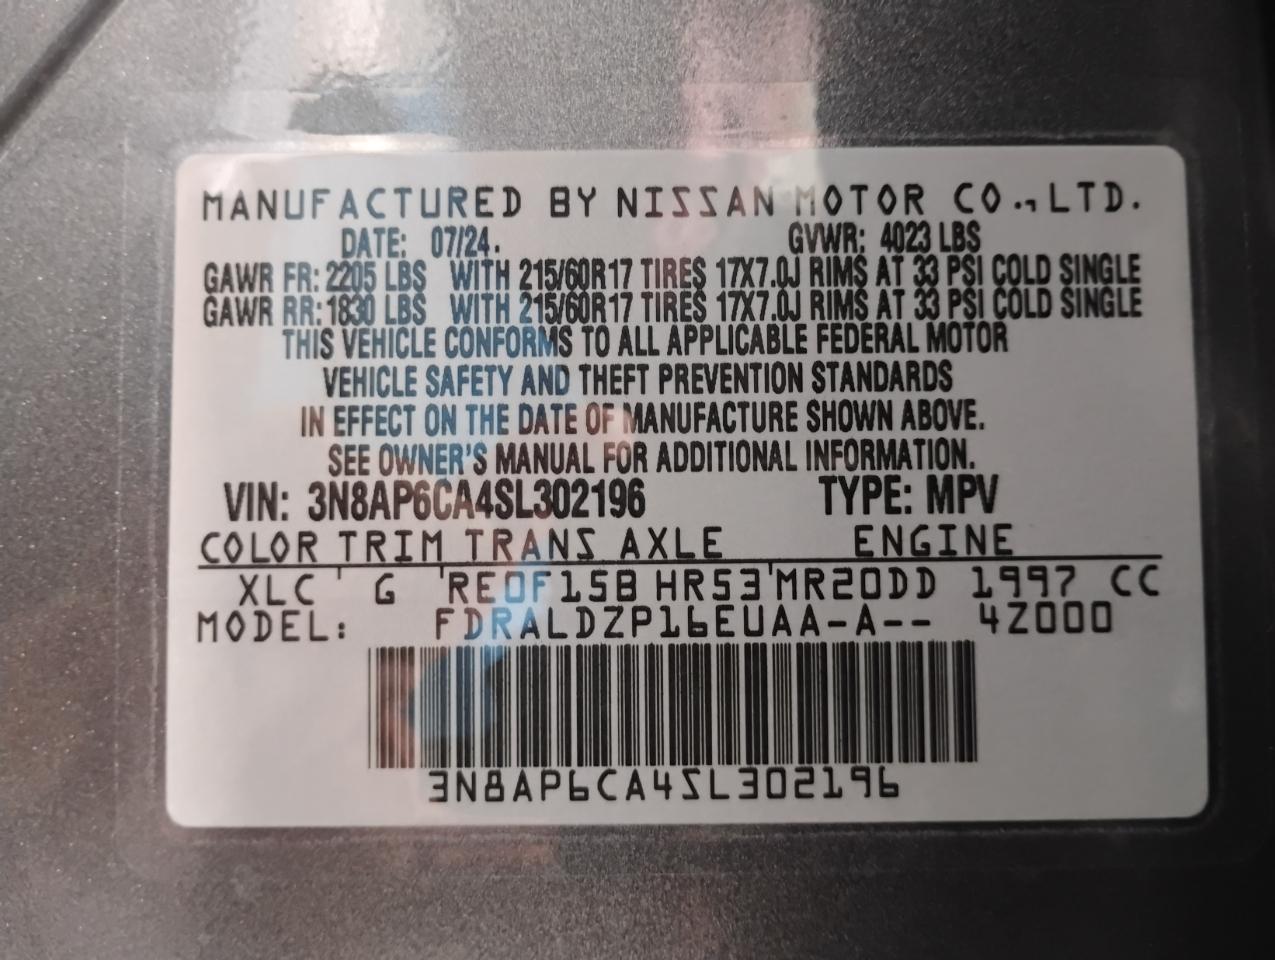 MANUFACTURED BY NISSAN MOTOR CO., LTD.
DATE: 07/24. GVWR: 4023 LBS
GAWR FR: 2205 LBS WITH 215/60R17 TIRES 17X7.0J RIMS AT 33 PSI COLD SINGLE
GAWR RR: 1830 LBS WITH 215/60R17 TIRES 17X7.0J RIMS AT 33 PSI COLD SINGLE
THIS VEHICLE CONFORMS TO ALL APPLICABLE FEDERAL MOTOR
VEHICLE SAFETY AND THEFT PREVENTION STANDARDS
IN EFFECT ON THE DATE OF MANUFACTURE SHOWN ABOVE.
SEE OWNER'S MANUAL FOR ADDITIONAL INFORMATION.
VIN: 3N8AP6CA4SL302196 TYPE: MPV
COLOR TRIM TRANS AXLE ENGINE
XLC ' G 'RE0F15B HR53'MR20DD 1997 CC
MODEL: FDRALDZP16EUAA-A-- 4Z000
3N8AP6CA4SL302196